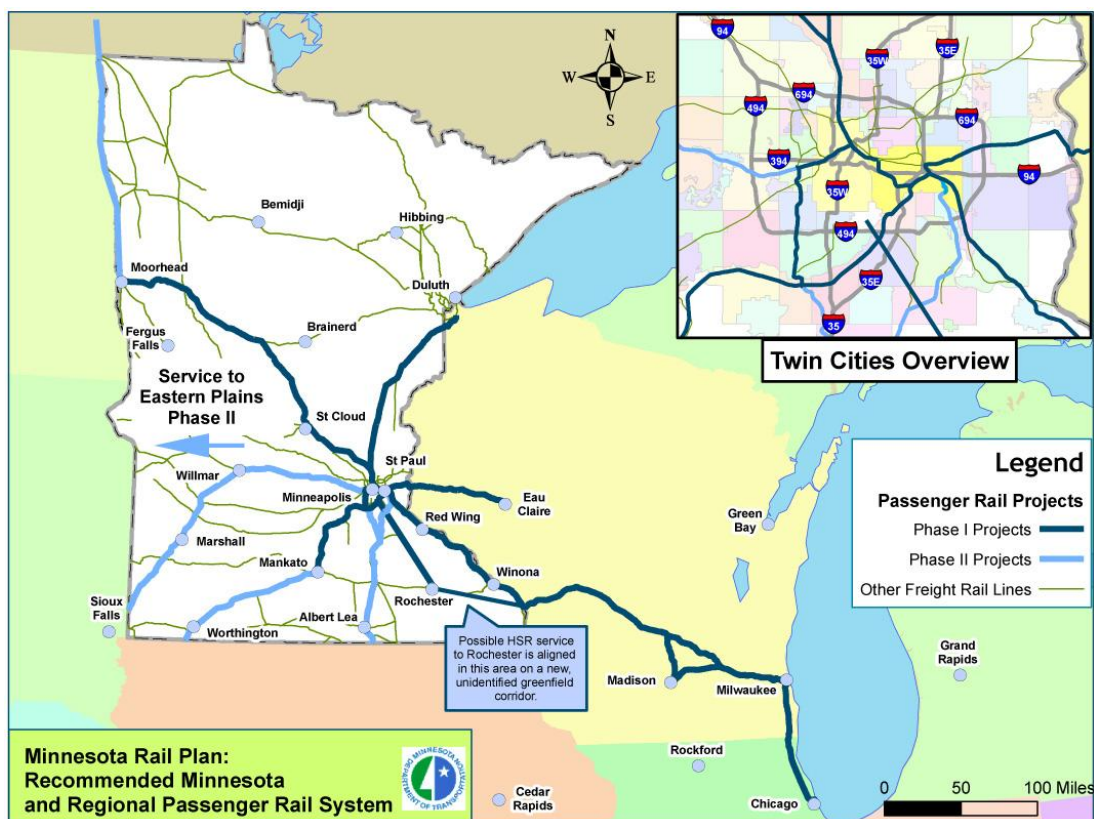 N
W E
S
Bemidji
Hibbing
Moorhead
Duluth
Fergus
Falls
Brainerd
Service to
Eastern Plains
Phase II
St Cloud
St Paul
Willmar
Minneapolis
Eau
Claire
Red Wing
Green
Bay
Marshall
Mankato
Winona
Sioux
Falls
Rochester
Albert Lea
Worthington
Possible HSR service
to Rochester is aligned
in this area on a new,
unidentified greenfield
corridor.
Madison
Milwaukee
Grand
Rapids
Rockford
Cedar
Rapids
Chicago
94
35W
35E
694
494
694
394
94
35W
494
35E
35
Twin Cities Overview
Legend
Passenger Rail Projects
Phase I Projects
Phase II Projects
Other Freight Rail Lines
Minnesota Rail Plan:
Recommended Minnesota
and Regional Passenger Rail System
MINNESOTA
DEPARTMENT OF TRANSPORTATION
0 50 100 Miles